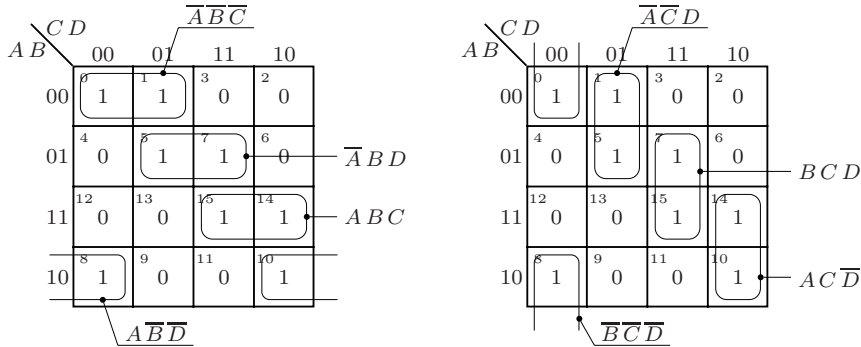 A̅B̅C̅
CD
AB
00 01 11 10
00 0 1 1 1 3 0 2 0
01 4 0 5 1 7 1 6 0
A̅BD
11 12 0 13 0 15 1 14 1
ABC
10 8 1 9 0 11 0 10 1
AB̅D̅
A̅C̅D
CD
AB
00 01 11 10
00 0 1 1 1 3 0 2 0
01 4 0 5 1 7 1 6 0
BCD
11 12 0 13 0 15 1 14 1
10 8 1 9 0 11 0 10 1
ACD̅
B̅C̅D̅